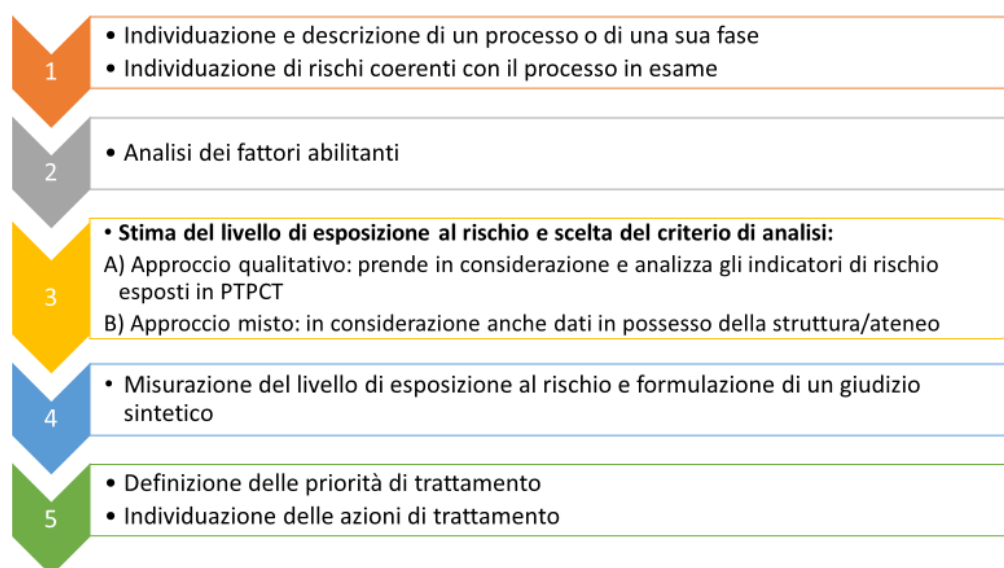 1
• Individuazione e descrizione di un processo o di una sua fase
• Individuazione di rischi coerenti con il processo in esame
2
• Analisi dei fattori abilitanti
3
• Stima del livello di esposizione al rischio e scelta del criterio di analisi:
A) Approccio qualitativo: prende in considerazione e analizza gli indicatori di rischio
esposti in PTPCT
B) Approccio misto: in considerazione anche dati in possesso della struttura/ateneo
4
• Misurazione del livello di esposizione al rischio e formulazione di un giudizio
sintetico
5
• Definizione delle priorità di trattamento
• Individuazione delle azioni di trattamento